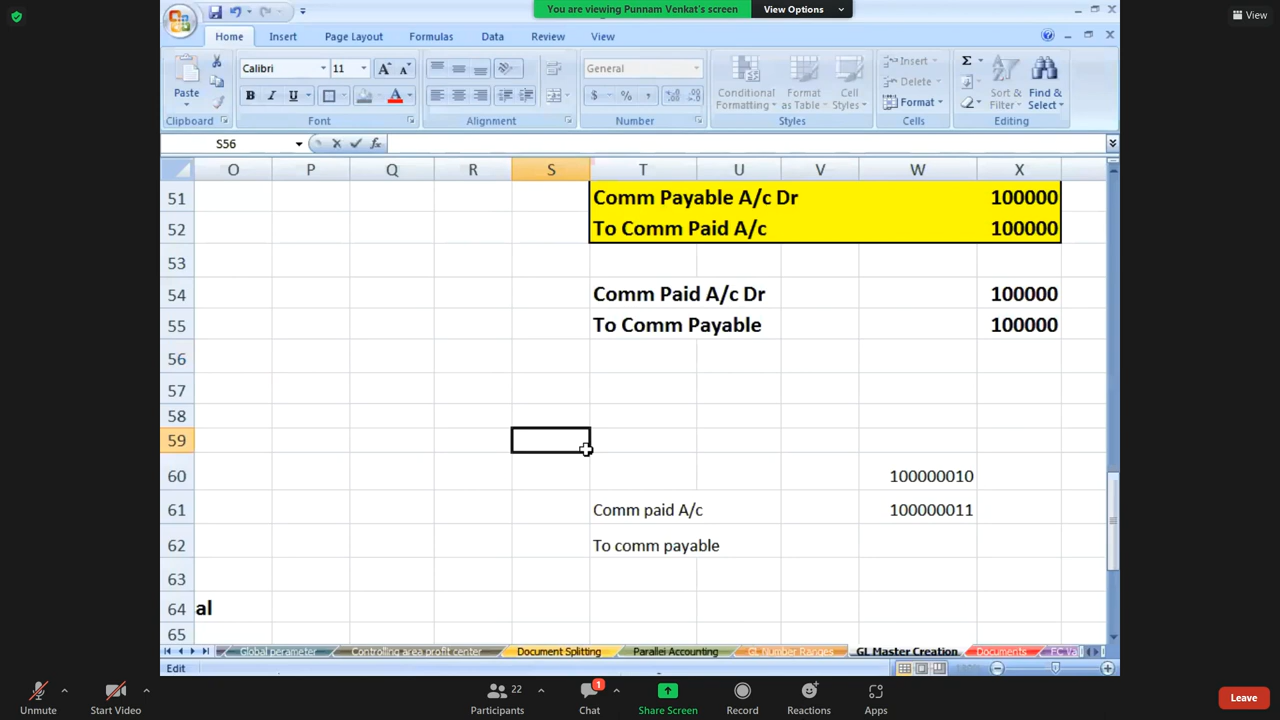 You are viewing Punnam Venkat's screen
View Options
View
Home Insert Page Layout Formulas Data Review View
Calibri 11 General
Paste
B I U
$ % ,
Conditional Formatting
Format as Table
Cell Styles
Insert
Delete
Format
Σ
Sort & Filter
Find & Select
Clipboard Font Alignment Number Styles Cells Editing
S56 fx
O P Q R S T U V W X
51 Comm Payable A/c Dr 100000
52 To Comm Paid A/c 100000
53
54 Comm Paid A/c Dr 100000
55 To Comm Payable 100000
56
57
58
59
60 100000010
61 Comm paid A/c 100000011
62 To comm payable
63
64 al
65
Global perameter Controlling area profit center Document Splitting Parallel Accounting GL Number Ranges GL Master Creation Documents FC Va
Edit
Unmute Start Video Participants 22 Chat 1 Share Screen Record Reactions Apps Leave